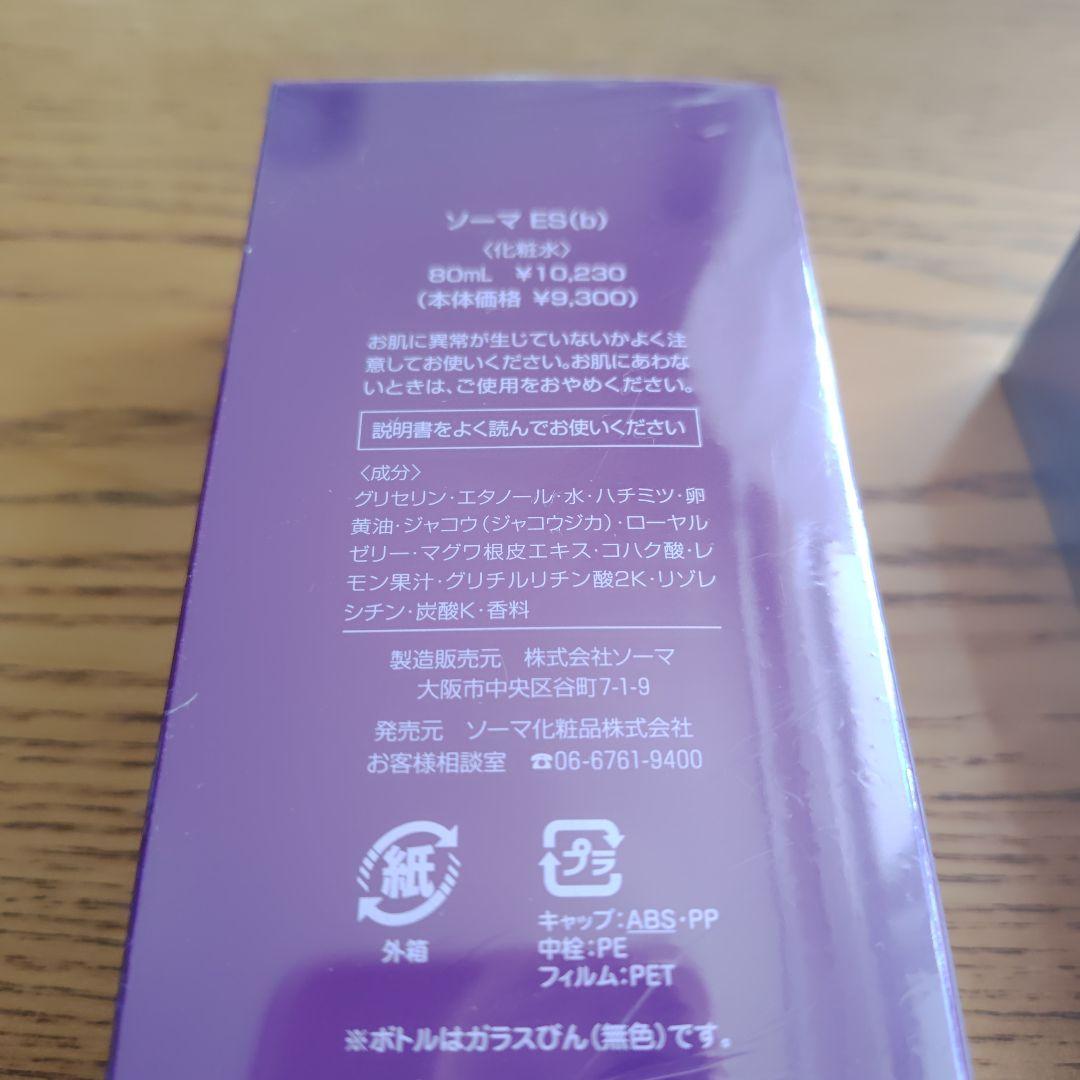 ソーマ ES(b)
〈化粧水〉
80mL ¥10,230
(本体価格 ¥9,300)
お肌に異常が生じていないかよく注
意してお使いください。お肌にあわな
いときは、ご使用をおやめください。
説明書をよく読んでお使いください
〈成分〉
グリセリン・エタノール・水・ハチミツ・卵
黄油・ジャコウ(ジャコウジカ)・ローヤル
ゼリー・マグワ根皮エキス・コハク酸・レ
モン果汁・グリチルリチン酸2K・リゾレ
シチン・炭酸K・香料
製造販売元 株式会社ソーマ
大阪市中央区谷町7-1-9
発売元 ソーマ化粧品株式会社
お客様相談室 ☎06-6761-9400
紙 プラ
外箱
キャップ:ABS・PP
中栓:PE
フィルム:PET
※ボトルはガラスびん(無色)です。